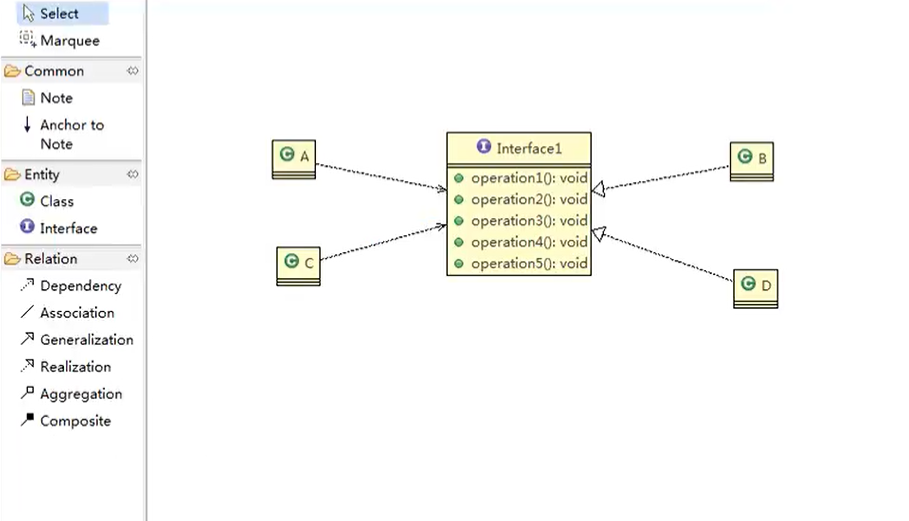 Select
Marquee
Common
Note
Anchor to
Note
Entity
Class
Interface
Relation
Dependency
Association
Generalization
Realization
Aggregation
Composite
A
C
Interface1
operation1(): void
operation2(): void
operation3(): void
operation4(): void
operation5(): void
B
D